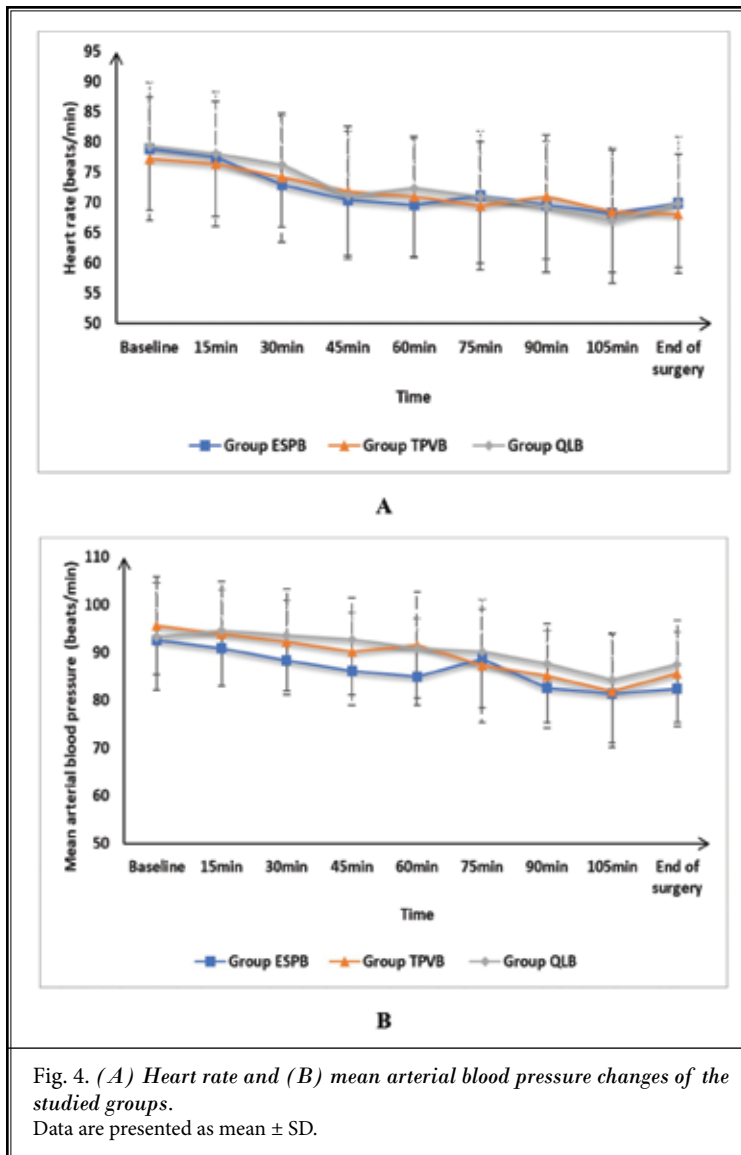 95
90
85
80
75
70
65
60
55
50
Heart rate (beats/min)
Baseline 15min 30min 45min 60min 75min 90min 105min End of
surgery
Time
Group ESPB Group TPVB Group QLB
A
110
100
90
80
70
60
50
Mean arterial blood pressure (beats/min)
Baseline 15min 30min 45min 60min 75min 90min 105min End of
surgery
Time
Group ESPB Group TPVB Group QLB
B
Fig. 4. (A) Heart rate and (B) mean arterial blood pressure changes of the
studied groups.
Data are presented as mean ± SD.